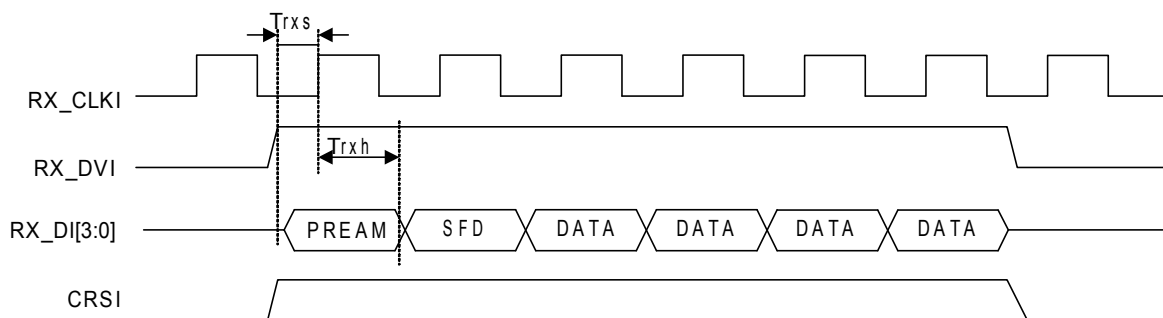 Trxs
RX_CLKI
Trxh
RX_DVI
RX_DI[3:0] PREAM SFD DATA DATA DATA DATA
CRSI